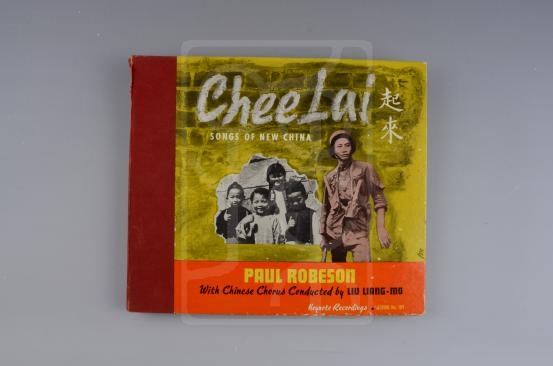 Chee Lai
起來
SONGS OF NEW CHINA
PAUL ROBESON
With Chinese Chorus Conducted by LIU LIANG-MO
Keynote Recordings